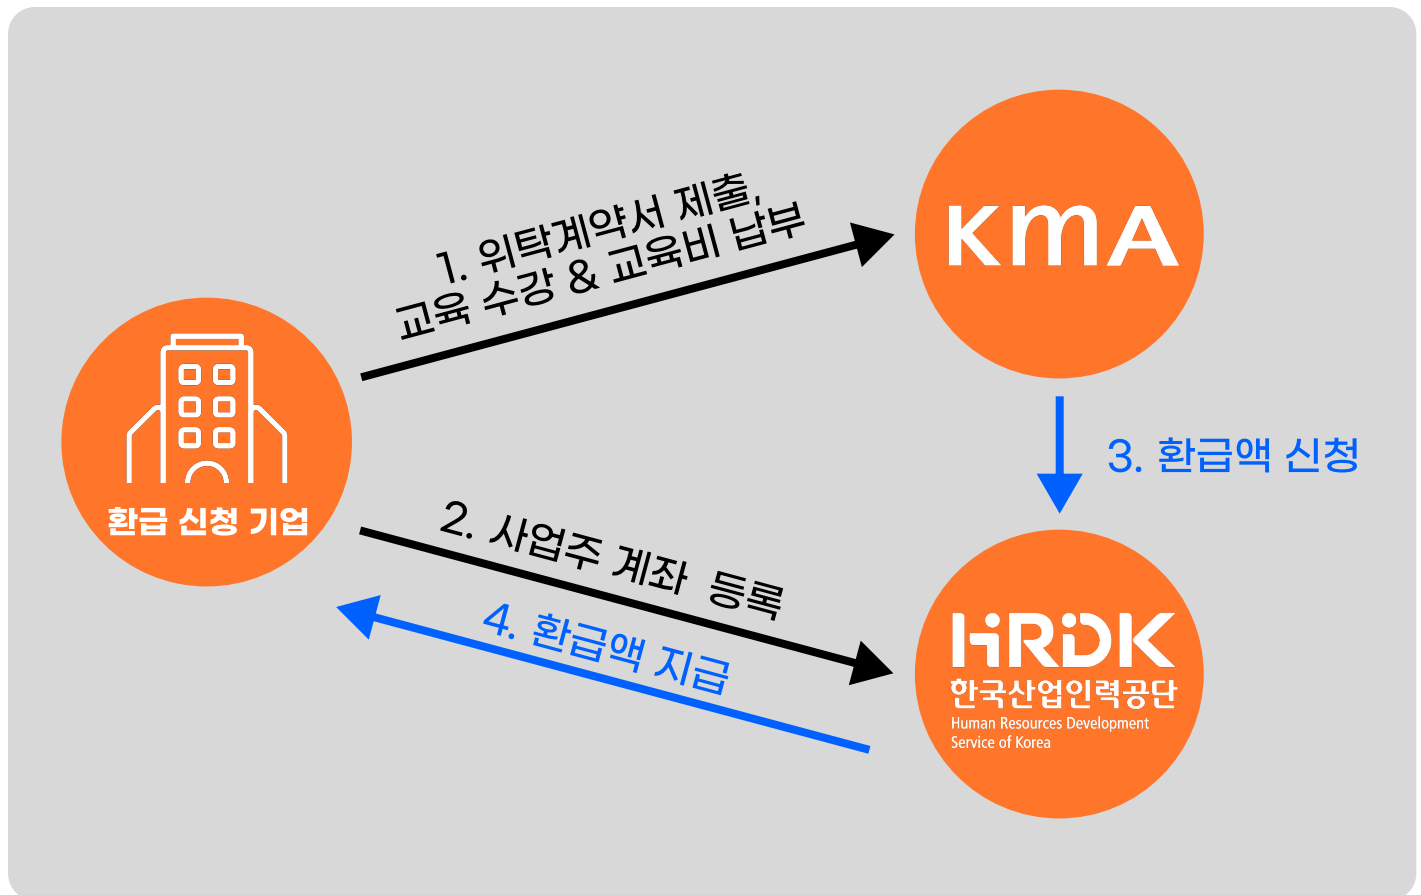 1. 위탁계약서 제출,
교육 수강 & 교육비 납부
KMA
환급 신청 기업
3. 환급액 신청
2. 사업주 계좌 등록
4. 환급액 지급
HRDK
한국산업인력공단
Human Resources Development
Service of Korea